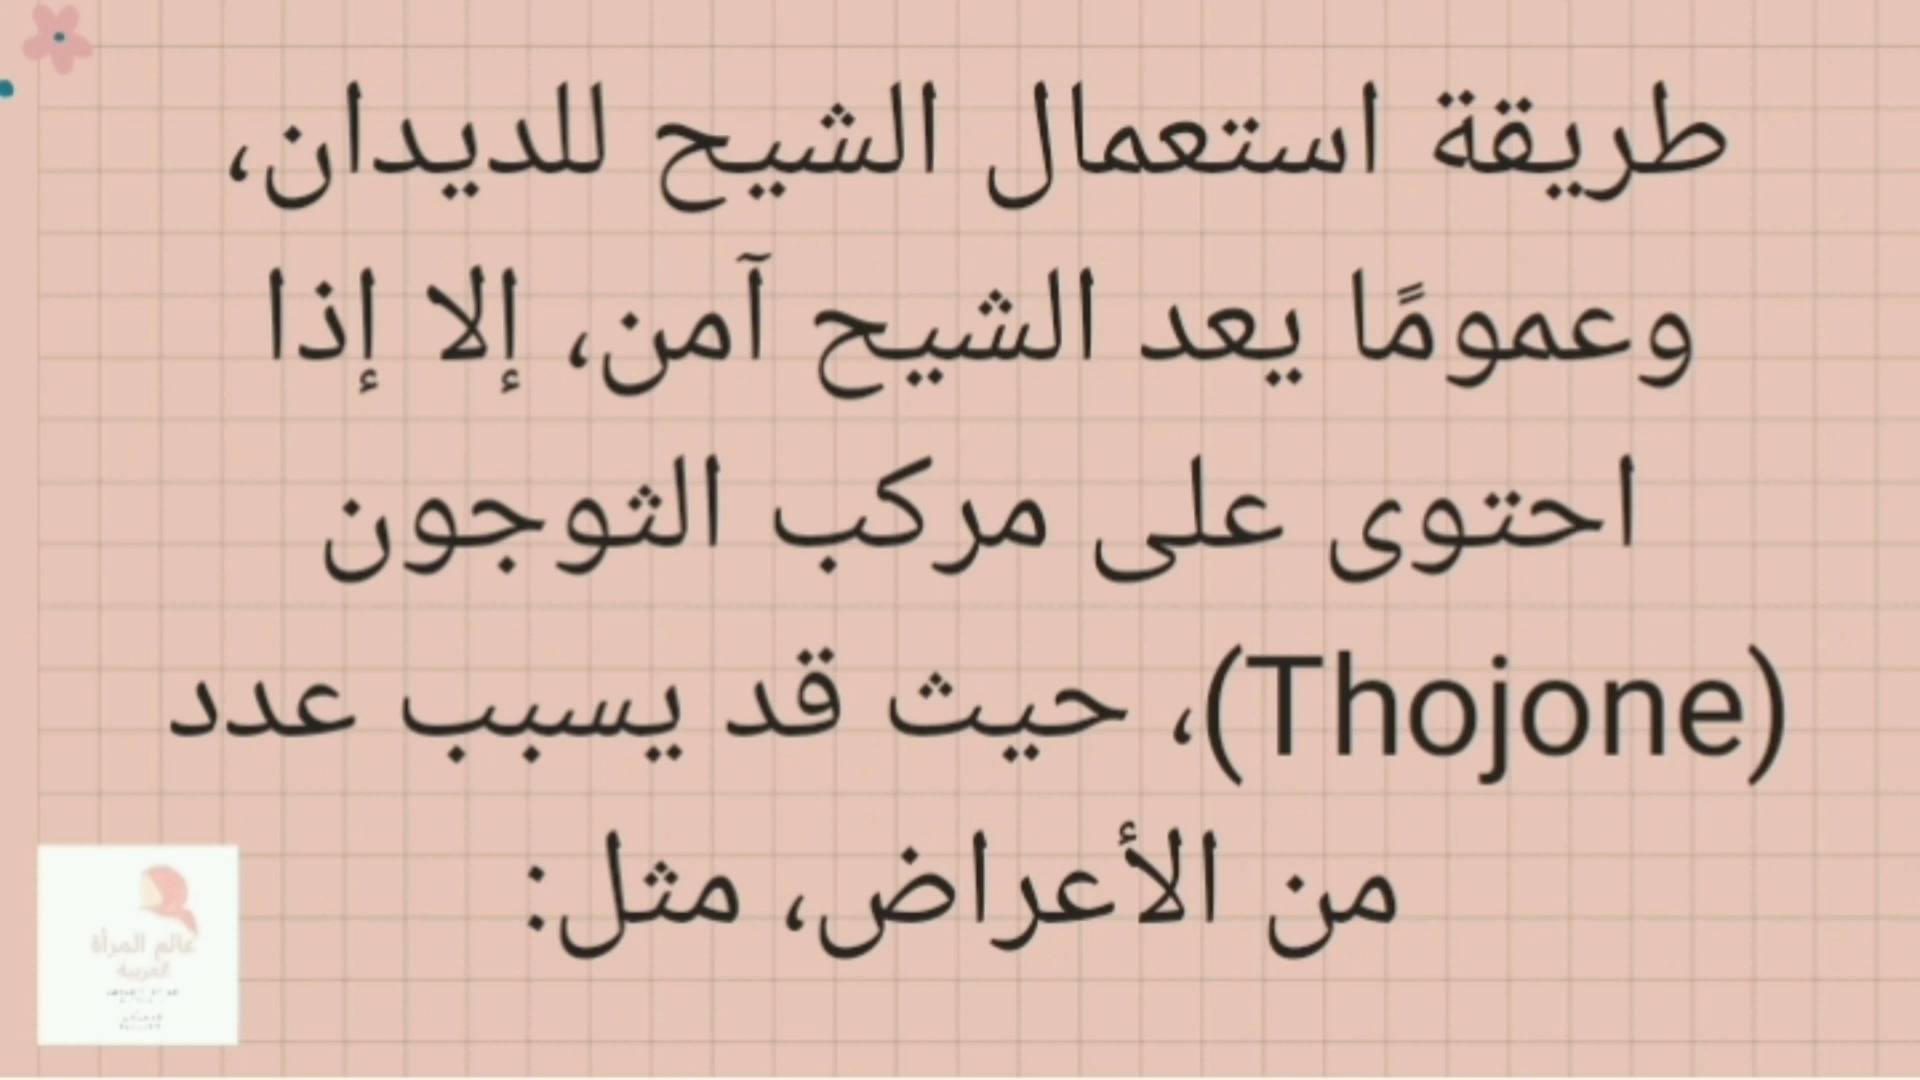 طريقة استعمال الشيح للديدان،
وعمومًا يعد الشيح آمن، إلا إذا
احتوى على مركب الثوجون
(Thojone)، حيث قد يسبب عدد
من الأعراض، مثل:
عالم المرأة
العربية